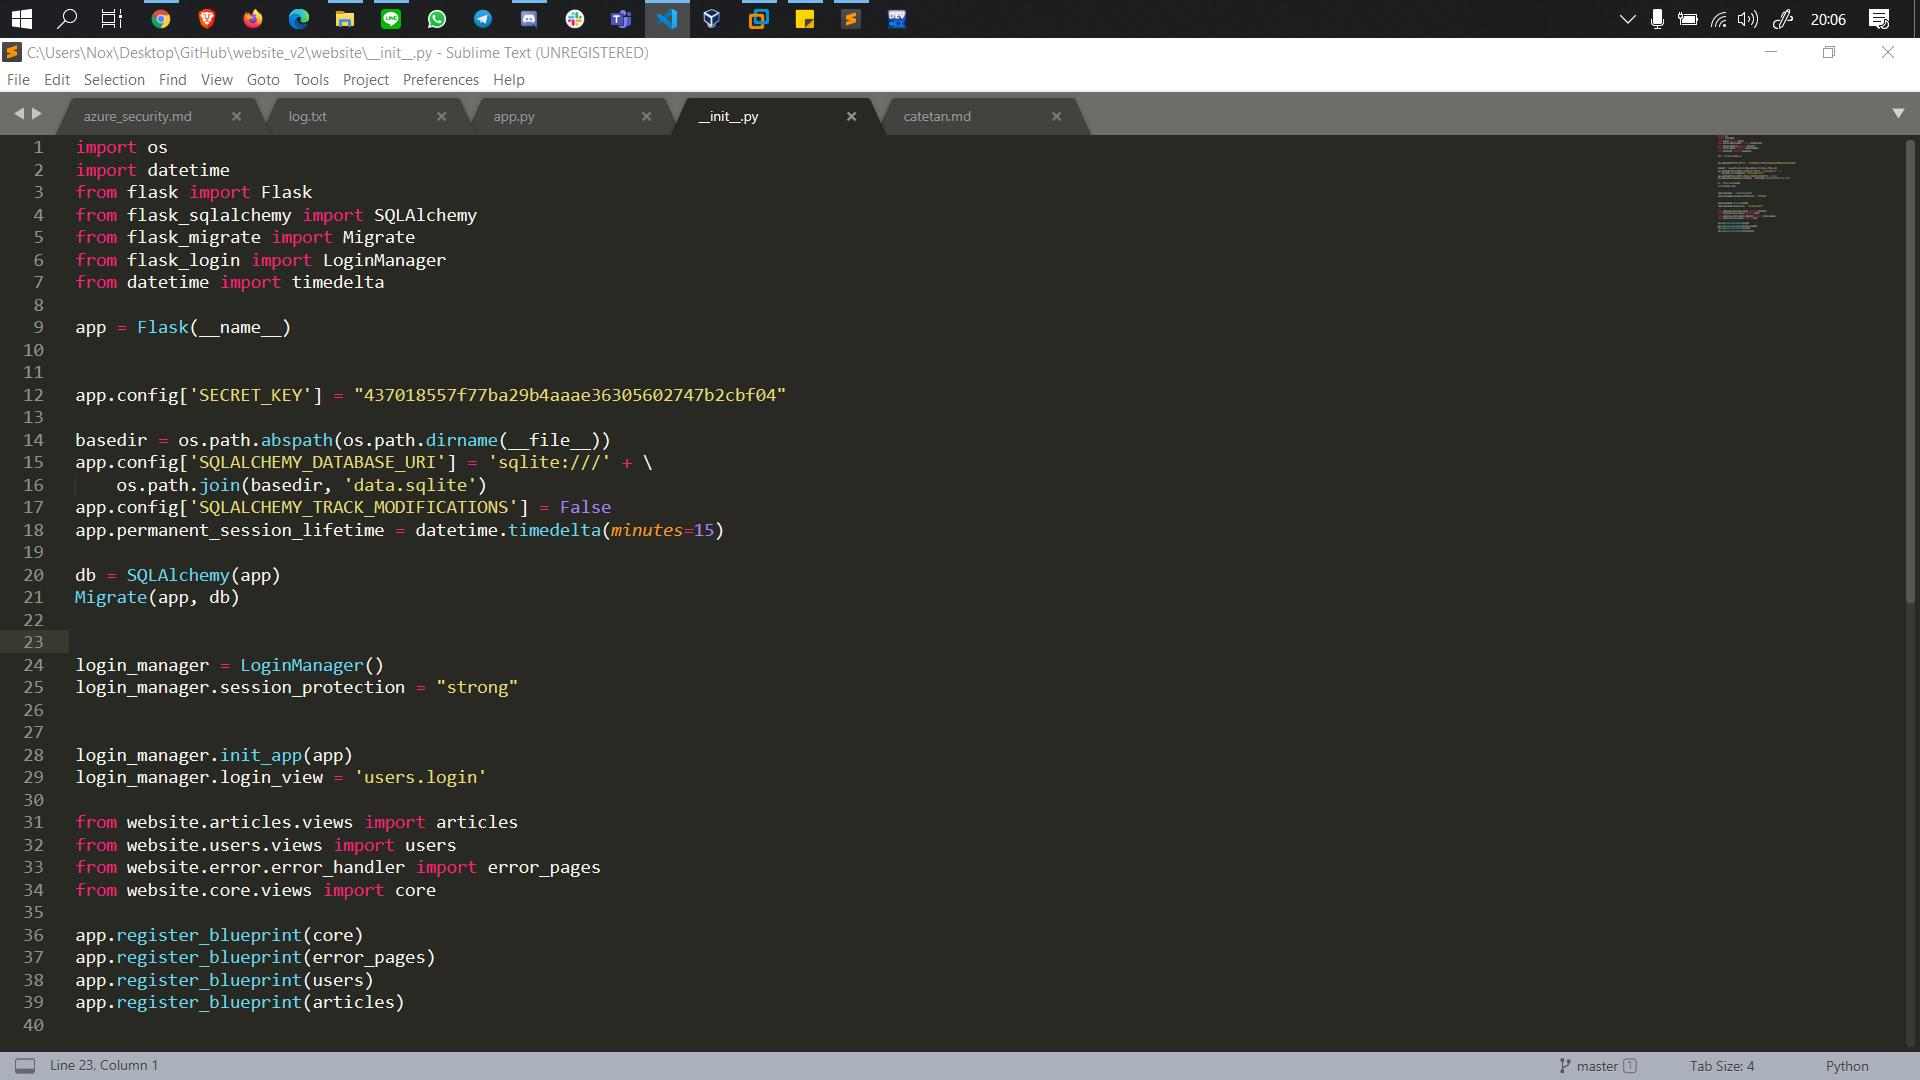 20:06
C:\Users\Nox\Desktop\GitHub\website_v2\website\__init__.py - Sublime Text (UNREGISTERED)
File Edit Selection Find View Goto Tools Project Preferences Help
azure_security.md log.txt app.py __init__.py catetan.md
1 import os
2 import datetime
3 from flask import Flask
4 from flask_sqlalchemy import SQLAlchemy
5 from flask_migrate import Migrate
6 from flask_login import LoginManager
7 from datetime import timedelta
8
9 app = Flask(__name__)
10
11
12 app.config['SECRET_KEY'] = "437018557f77ba29b4aaae36305602747b2cbf04"
13
14 basedir = os.path.abspath(os.path.dirname(__file__))
15 app.config['SQLALCHEMY_DATABASE_URI'] = 'sqlite:///' + \
16 os.path.join(basedir, 'data.sqlite')
17 app.config['SQLALCHEMY_TRACK_MODIFICATIONS'] = False
18 app.permanent_session_lifetime = datetime.timedelta(minutes=15)
19
20 db = SQLAlchemy(app)
21 Migrate(app, db)
22
23
24 login_manager = LoginManager()
25 login_manager.session_protection = "strong"
26
27
28 login_manager.init_app(app)
29 login_manager.login_view = 'users.login'
30
31 from website.articles.views import articles
32 from website.users.views import users
33 from website.error.error_handler import error_pages
34 from website.core.views import core
35
36 app.register_blueprint(core)
37 app.register_blueprint(error_pages)
38 app.register_blueprint(users)
39 app.register_blueprint(articles)
40
Line 23, Column 1 master 1 Tab Size: 4 Python